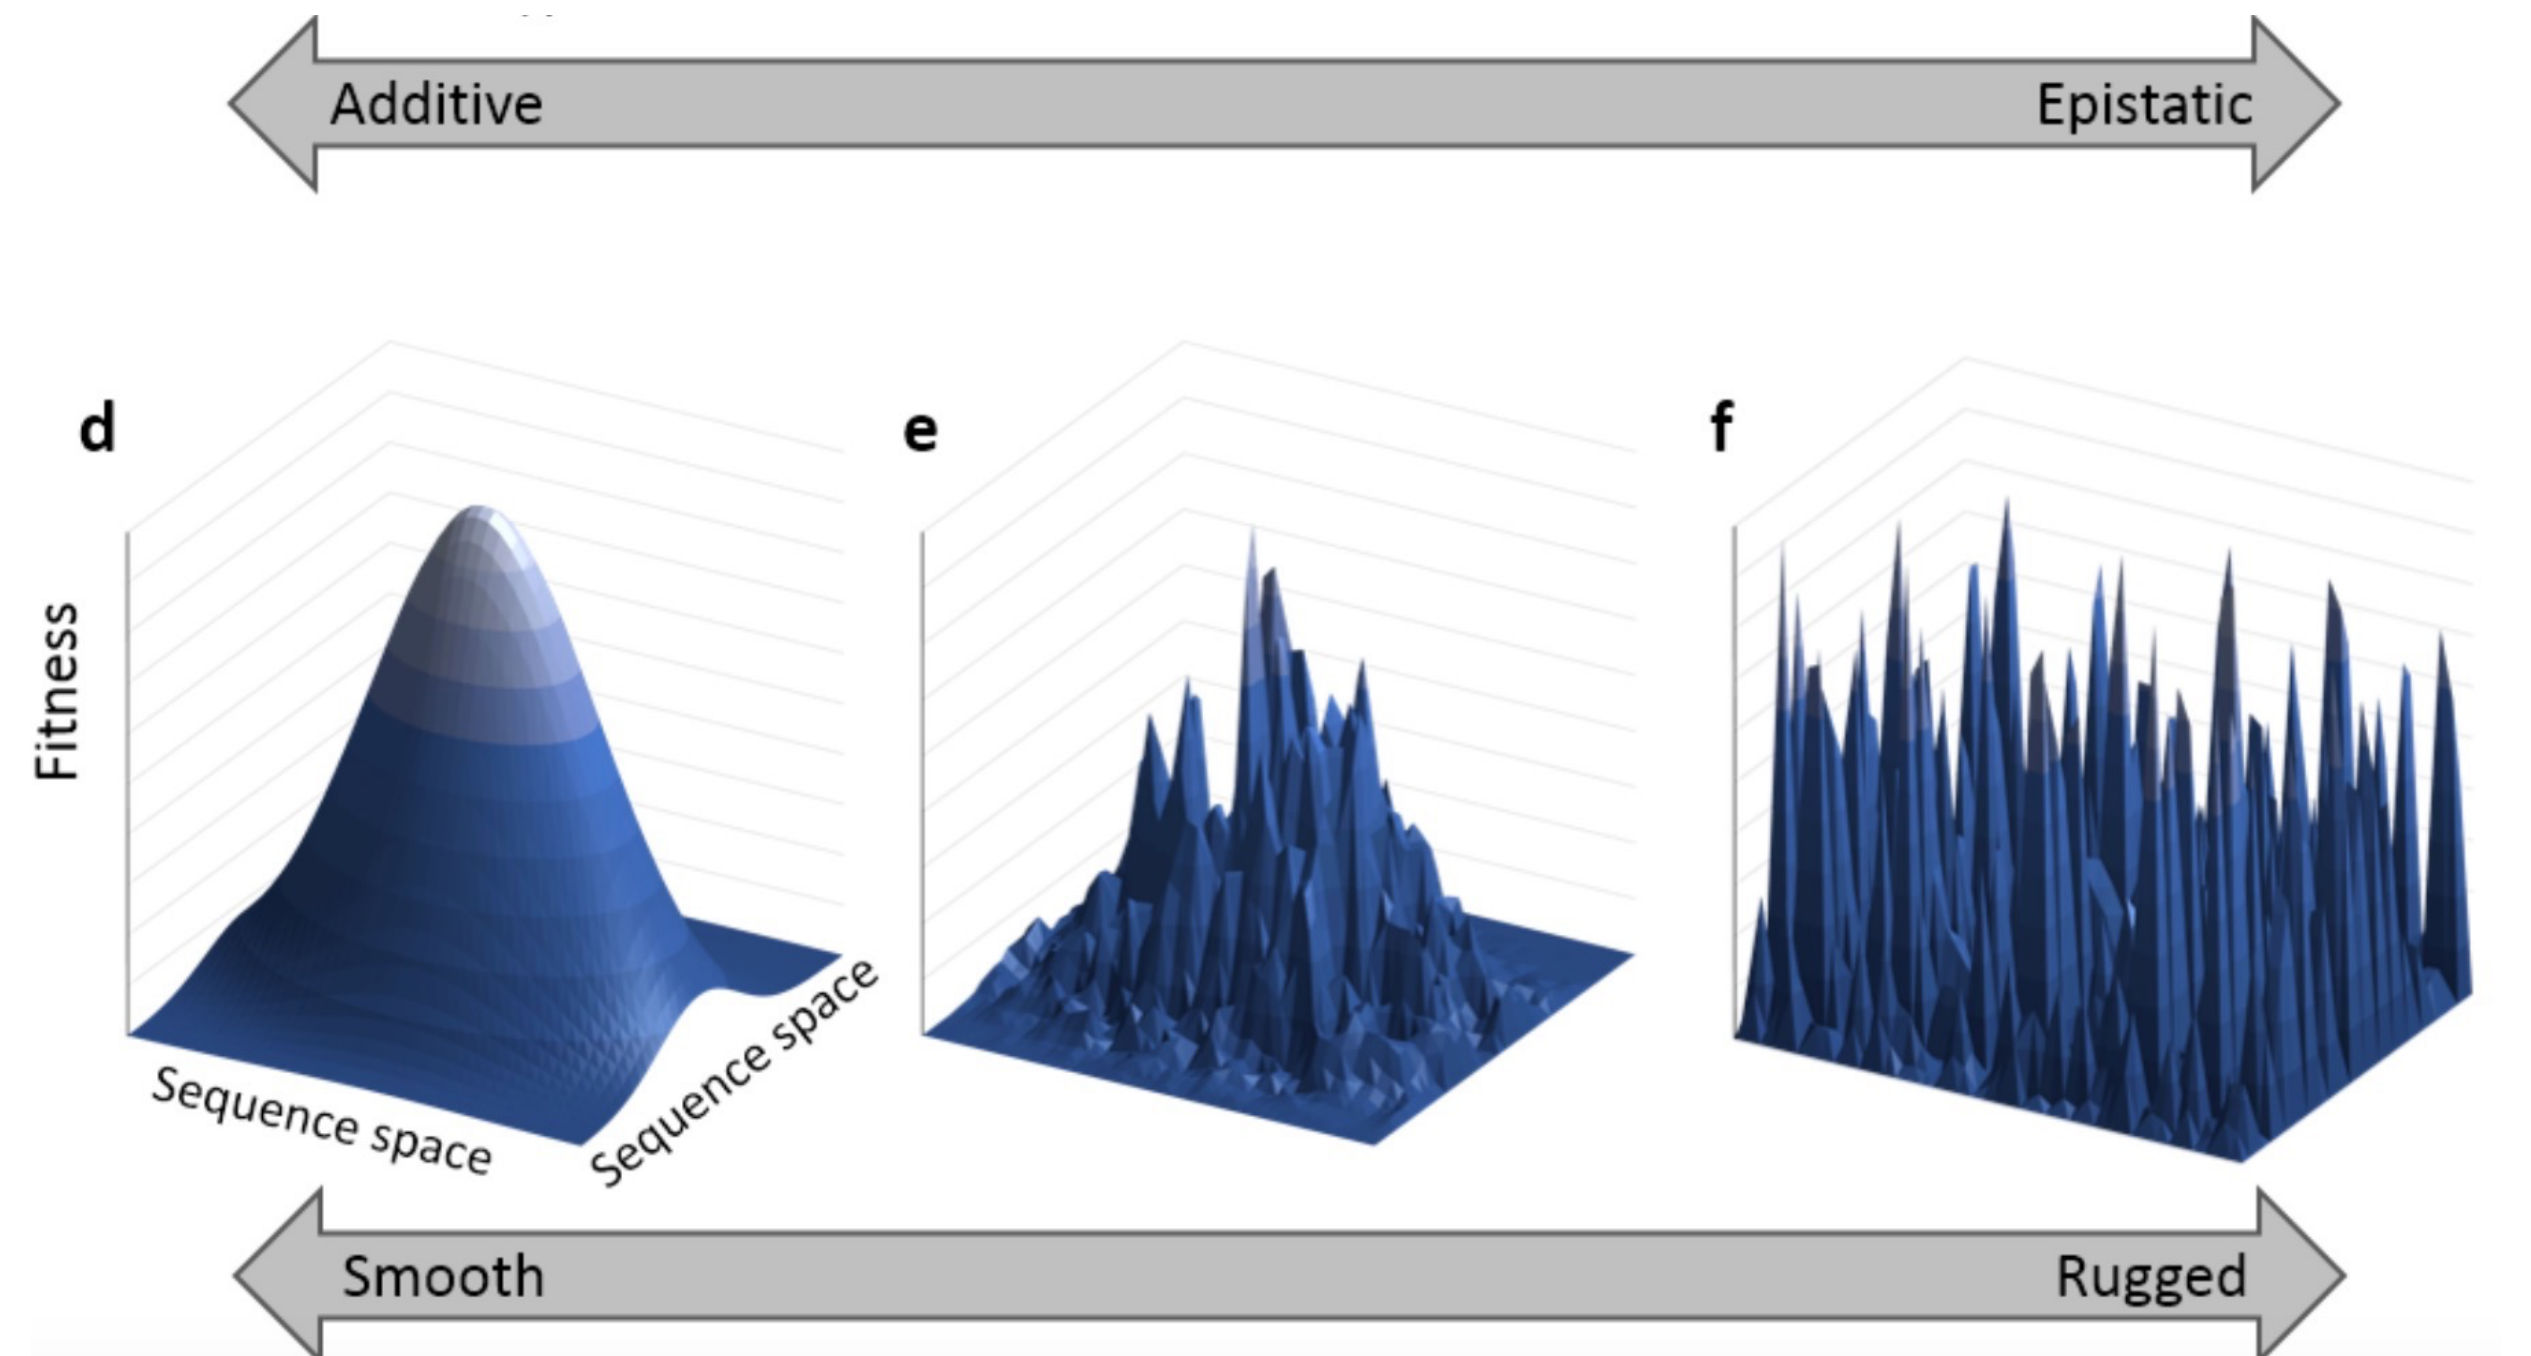 Additive
Epistatic
d
e
f
Fitness
Sequence space
Sequence space
Smooth
Rugged